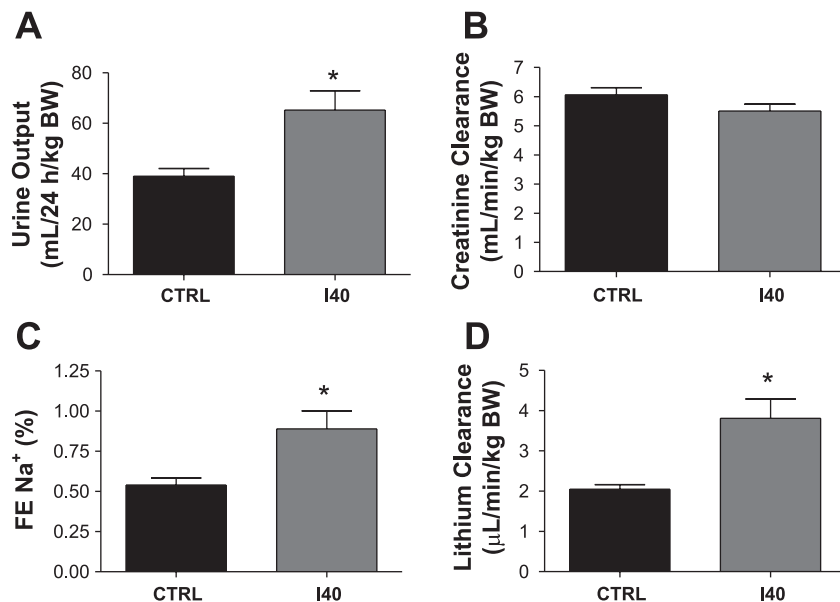 A
Urine Output
(mL/24 h/kg BW)
80
60
40
20
0
*
CTRL
I40
B
Creatinine Clearance
(mL/min/kg BW)
7
6
5
4
3
2
1
0
CTRL
I40
C
FE Na⁺ (%)
1.25
1.00
0.75
0.50
0.25
0.00
*
CTRL
I40
D
Lithium Clearance
(μL/min/kg BW)
5
4
3
2
1
0
*
CTRL
I40